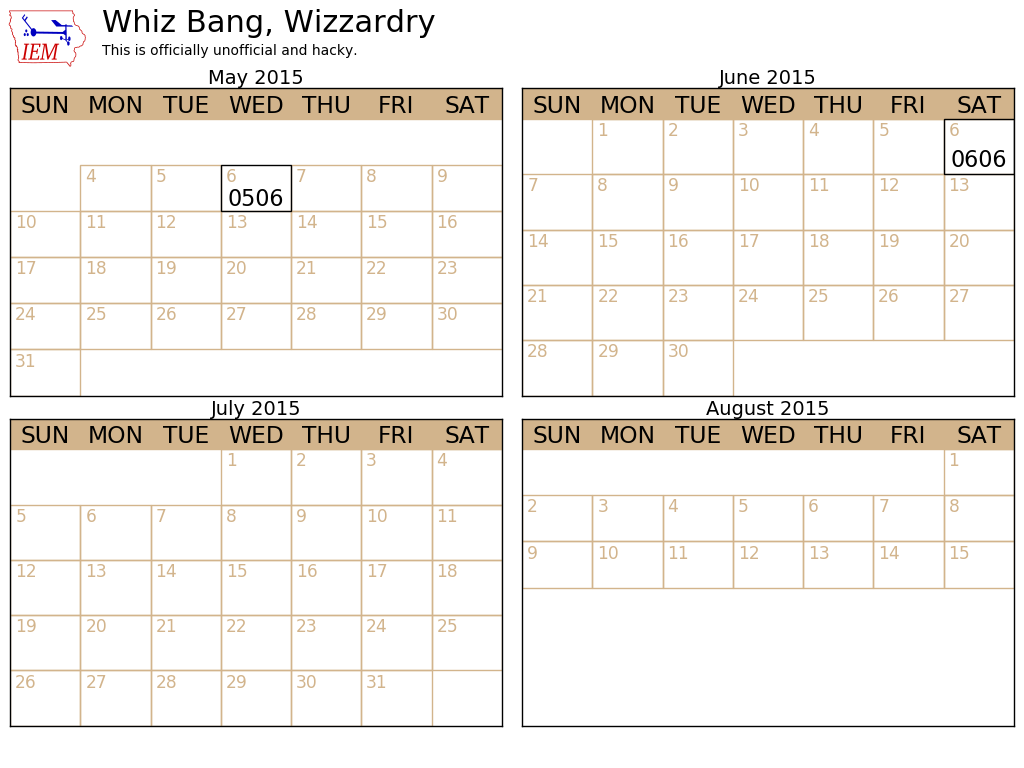 IEM
Whiz Bang, Wizzardry
This is officially unofficial and hacky.
May 2015
SUN MON TUE WED THU FRI SAT
4 5 6 7 8 9
0506
10 11 12 13 14 15 16
17 18 19 20 21 22 23
24 25 26 27 28 29 30
31
June 2015
SUN MON TUE WED THU FRI SAT
1 2 3 4 5 6
0606
7 8 9 10 11 12 13
14 15 16 17 18 19 20
21 22 23 24 25 26 27
28 29 30
July 2015
SUN MON TUE WED THU FRI SAT
1 2 3 4
5 6 7 8 9 10 11
12 13 14 15 16 17 18
19 20 21 22 23 24 25
26 27 28 29 30 31
August 2015
SUN MON TUE WED THU FRI SAT
1
2 3 4 5 6 7 8
9 10 11 12 13 14 15